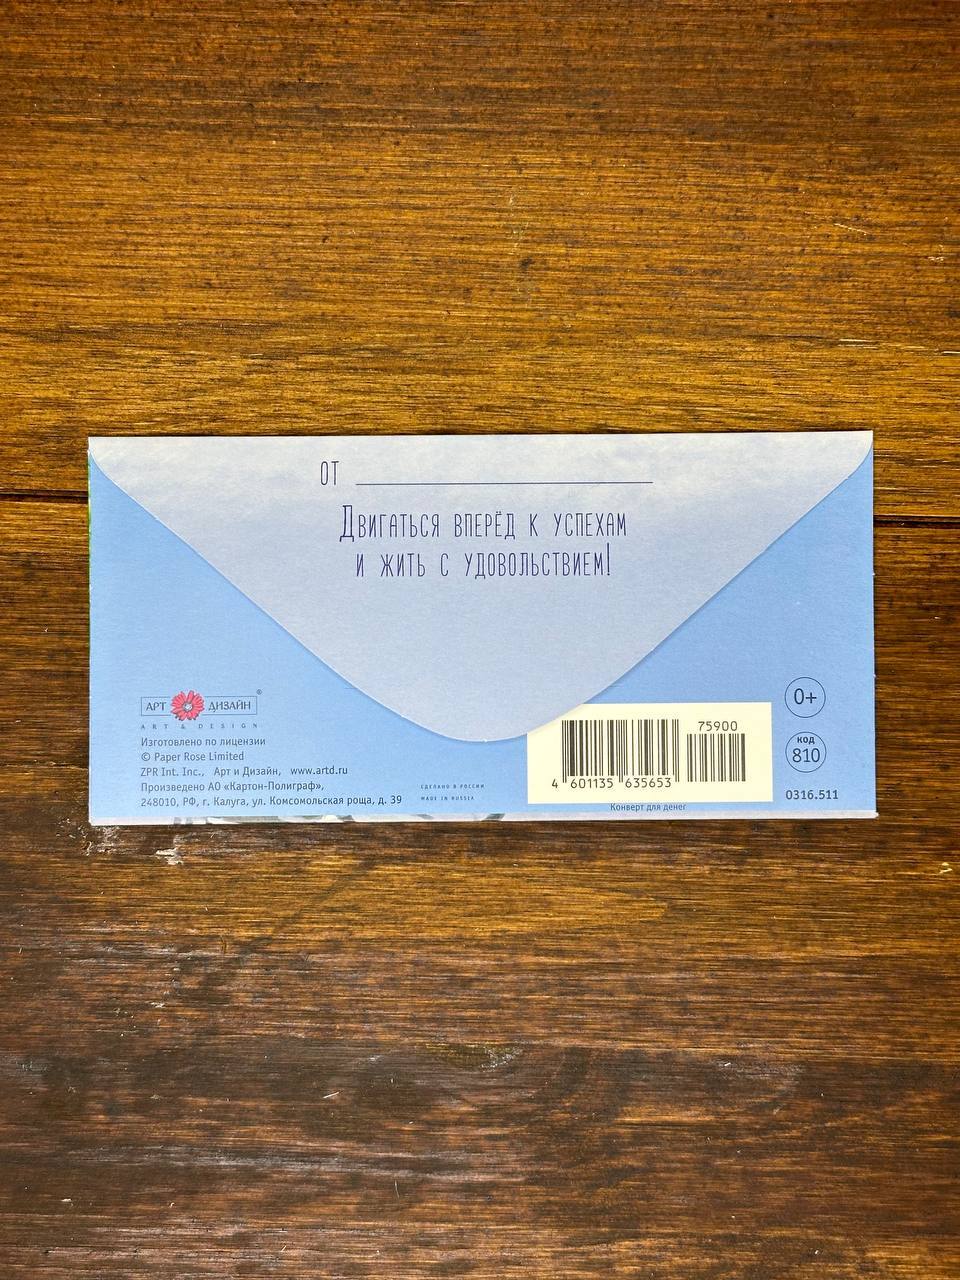 ОТ
Двигаться вперёд к успехам
и жить с удовольствием!
АРТ ДИЗАЙН ®
ART & DESIGN
Изготовлено по лицензии
© Paper Rose Limited
ZPR Int. Inc., Арт и Дизайн, www.artd.ru
Произведено АО «Картон-Полиграф»,
248010, РФ, г. Калуга, ул. Комсомольская роща, д. 39
СДЕЛАНО В РОССИИ
MADE IN RUSSIA
75900
4 601135 635653
Конверт для денег
0+
код
810
0316.511